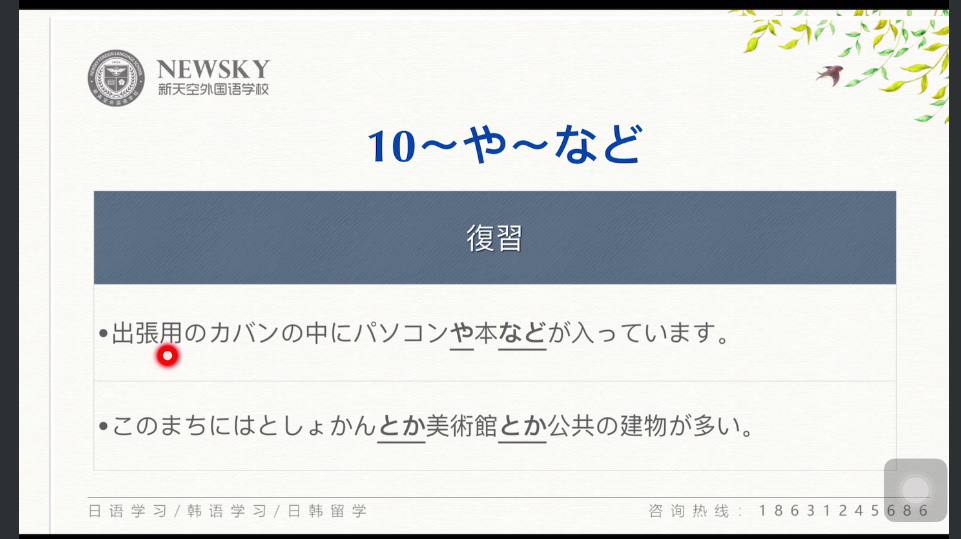 NEWSKY
新天空外国语学校
10～や～など
復習
•出張用のカバンの中にパソコンや本などが入っています。
•このまちにはとしょかんとか美術館とか公共の建物が多い。
日语学习/韩语学习/日韩留学
咨询热线：18631245686